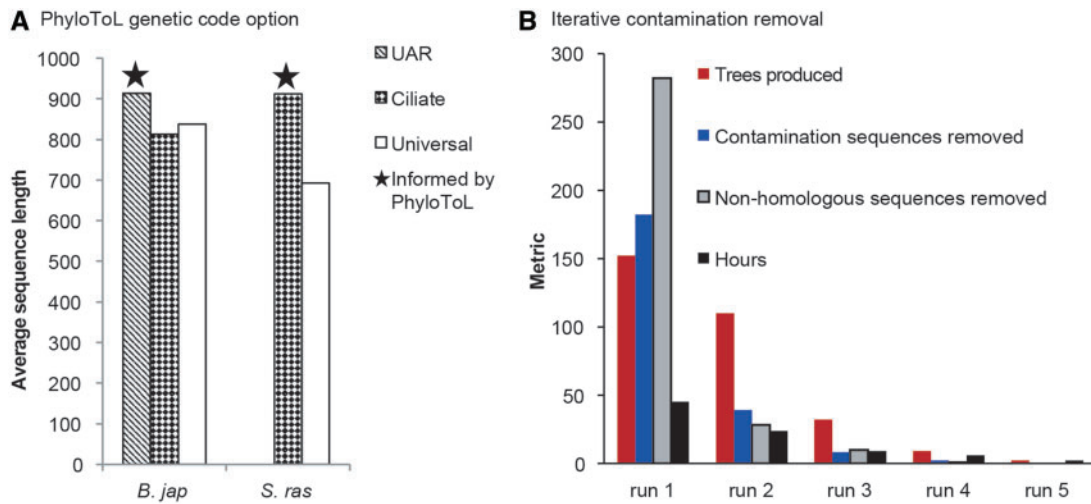 A PhyloToL genetic code option
1000
900
800
700
600
500
400
300
200
100
0
Average sequence length
B. jap
S. ras
UAR
Ciliate
Universal
Informed by
PhyloToL
B Iterative contamination removal
300
250
200
150
100
50
0
Metric
Trees produced
Contamination sequences removed
Non-homologous sequences removed
Hours
run 1
run 2
run 3
run 4
run 5